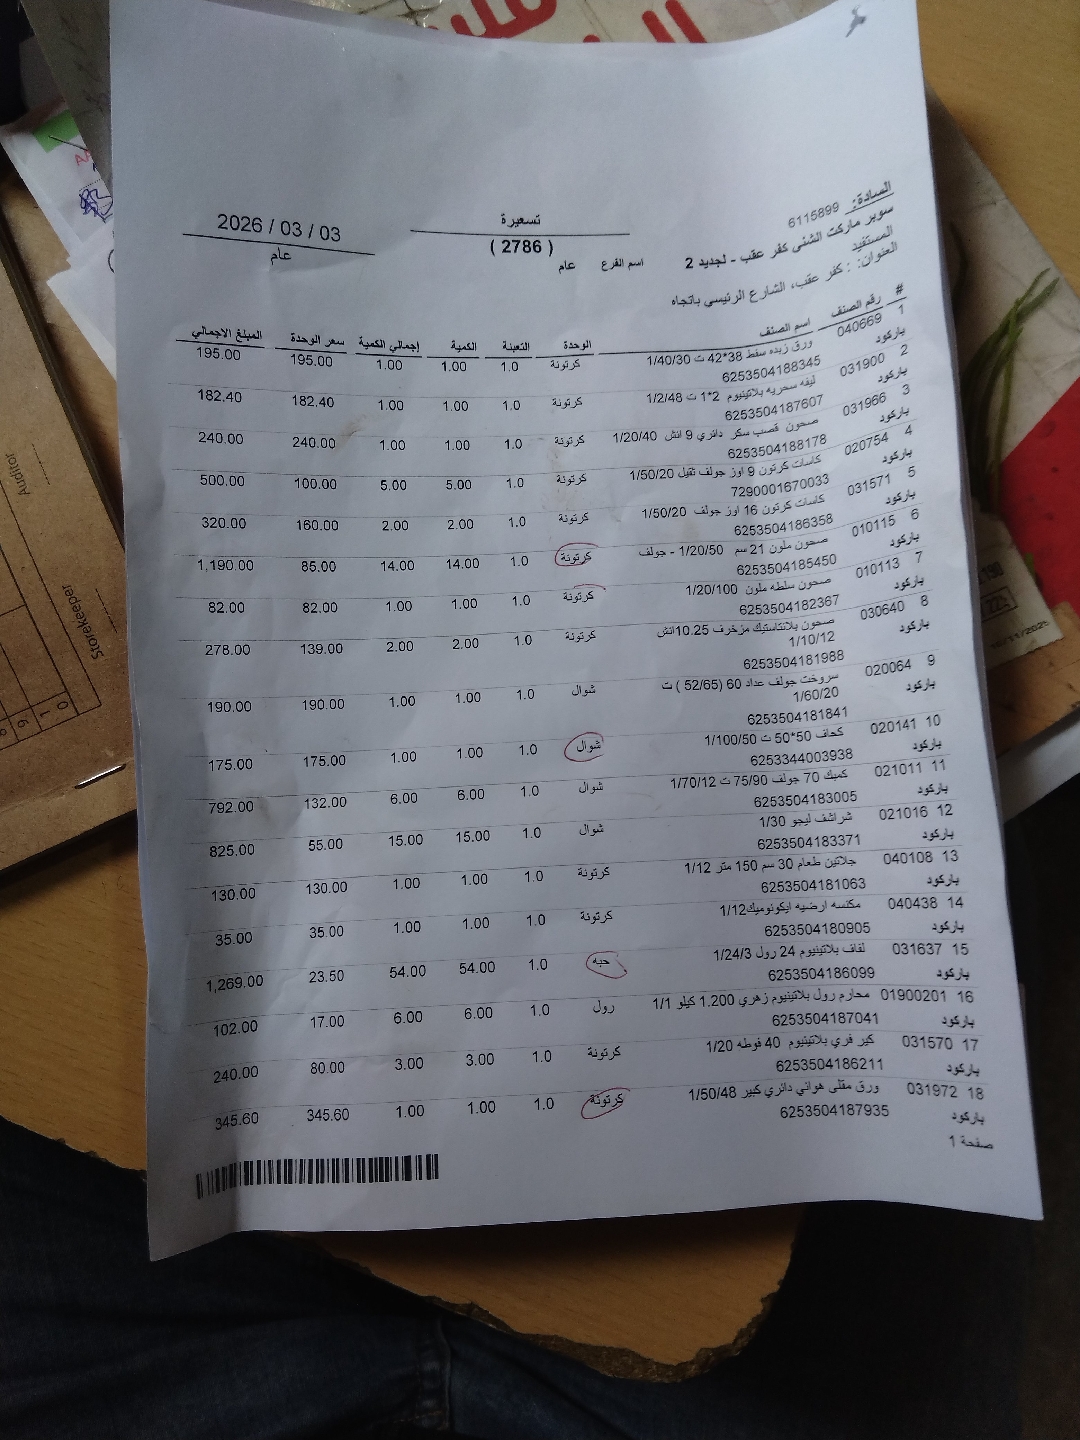 السادة: 6115899
سوبر ماركت الشني كفر عقب - لجديد 2
المستفيد
العنوان: : كفر عقب، الشارع الرئيسي باتجاه
تسعيرة
( 2786 )
اسم الفرع عام
2026 / 03 / 03
عام
# رقم الصنف اسم الصنف الوحدة التعبئة الكمية إجمالي الكمية سعر الوحدة المبلغ الاجمالي
1 040669 ورق زبده سفط 38*42 ت 1/40/30 كرتونة 1.0 1.00 1.00 195.00 195.00
باركود 6253504188345
2 031900 ليفه سحريه بلاتينيوم 2*1 ت 1/2/48 كرتونة 1.0 1.00 1.00 182.40 182.40
باركود 6253504187607
3 031966 صحون قصب سكر دائري 9 انش 1/20/40 كرتونة 1.0 1.00 1.00 240.00 240.00
باركود 6253504188178
4 020754 كاسات كرتون 9 اوز جولف ثقيل 1/50/20 كرتونة 1.0 5.00 5.00 100.00 500.00
باركود 7290001670033
5 031571 كاسات كرتون 16 اوز جولف 1/50/20 كرتونة 1.0 2.00 2.00 160.00 320.00
باركود 6253504186358
6 010115 صحون ملون 21 سم 1/20/50 - جولف كرتونة 1.0 14.00 14.00 85.00 1,190.00
باركود 6253504185450
7 010113 صحون سلطه ملون 1/20/100 كرتونة 1.0 1.00 1.00 82.00 82.00
باركود 6253504182367
8 030640 صحون بلانتاستيك مزخرف 10.25انش كرتونة 1.0 2.00 2.00 139.00 278.00
1/10/12
باركود 6253504181988
9 020064 سروخت جولف عداد 60 (52/65 ) ت شوال 1.0 1.00 1.00 190.00 190.00
1/60/20
باركود 6253504181841
10 020141 كحاف 50*50 ت 1/100/50 شوال 1.0 1.00 1.00 175.00 175.00
باركود 6253344003938
11 021011 كميك 70 جولف 75/90 ت 1/70/12 شوال 1.0 6.00 6.00 132.00 792.00
باركود 6253504183005
12 021016 شراشف ليجو 1/30 شوال 1.0 15.00 15.00 55.00 825.00
باركود 6253504183371
13 040108 جلاتين طعام 30 سم 150 متر 1/12 كرتونة 1.0 1.00 1.00 130.00 130.00
باركود 6253504181063
14 040438 مكنسه ارضيه ايكونوميك1/12 كرتونة 1.0 1.00 1.00 35.00 35.00
باركود 6253504180905
15 031637 لفاف بلاتينيوم 24 رول 1/24/3 حبه 1.0 54.00 54.00 23.50 1,269.00
باركود 6253504186099
16 01900201 محارم رول بلاتينيوم زهري 1.200 كيلو 1/1 رول 1.0 6.00 6.00 17.00 102.00
باركود 6253504187041
17 031570 كير فري بلاتينيوم 40 فوطه 1/20 كرتونة 1.0 3.00 3.00 80.00 240.00
باركود 6253504186211
18 031972 ورق مقلى هوائي دائري كبير 1/50/48 كرتونة 1.0 1.00 1.00 345.60 345.60
باركود 6253504187935
صفحة 1
Auditor
Storekeeper